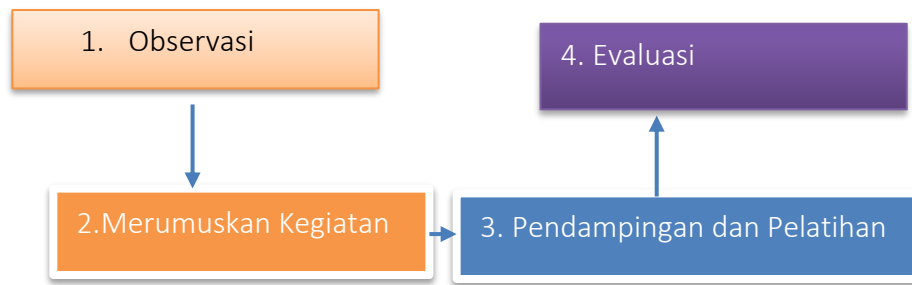 1. Observasi
2.Merumuskan Kegiatan
3. Pendampingan dan Pelatihan
4. Evaluasi